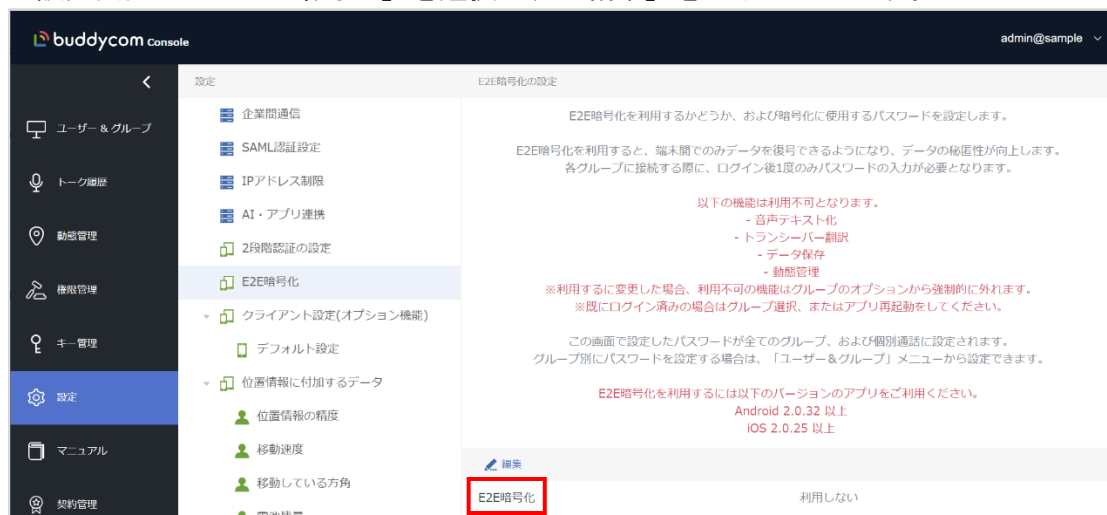 buddycom Console
admin@sample
設定
E2E暗号化の設定
ユーザー & グループ
トーク履歴
動態管理
権限管理
キー管理
設定
マニュアル
契約管理
企業間通信
SAML認証設定
IPアドレス制限
AI・アプリ連携
2段階認証の設定
E2E暗号化
クライアント設定(オプション機能)
デフォルト設定
位置情報に付加するデータ
位置情報の精度
移動速度
移動している方角
E2E暗号化を利用するかどうか、および暗号化に使用するパスワードを設定します。
E2E暗号化を利用すると、端末間でのみデータを復号できるようになり、データの秘匿性が向上します。
各グループに接続する際に、ログイン後1度のみパスワードの入力が必要となります。
以下の機能は利用不可となります。
- 音声テキスト化
- トランシーバー翻訳
- データ保存
- 動態管理
※利用するに変更した場合、利用不可の機能はグループのオプションから強制的に外れます。
※既にログイン済みの場合はグループ選択、またはアプリ再起動をしてください。
この画面で設定したパスワードが全てのグループ、および個別通話に設定されます。
グループ別にパスワードを設定する場合は、「ユーザー&グループ」メニューから設定できます。
E2E暗号化を利用するには以下のバージョンのアプリをご利用ください。
Android 2.0.32 以上
iOS 2.0.25 以上
編集
E2E暗号化
利用しない